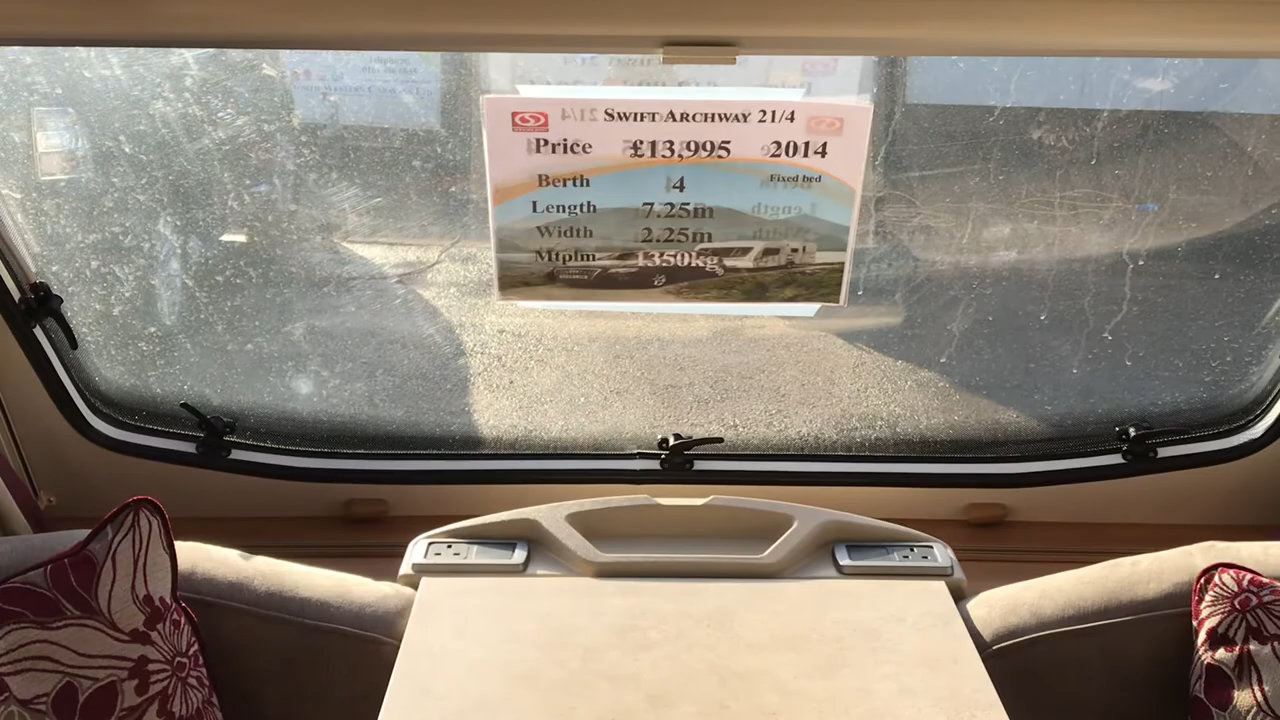 SWIFT ARCHWAY 21/4
Price £13,995 2014
Berth 4 Fixed bed
Length 7.25m
Width 2.25m
Mtplm 1350kg